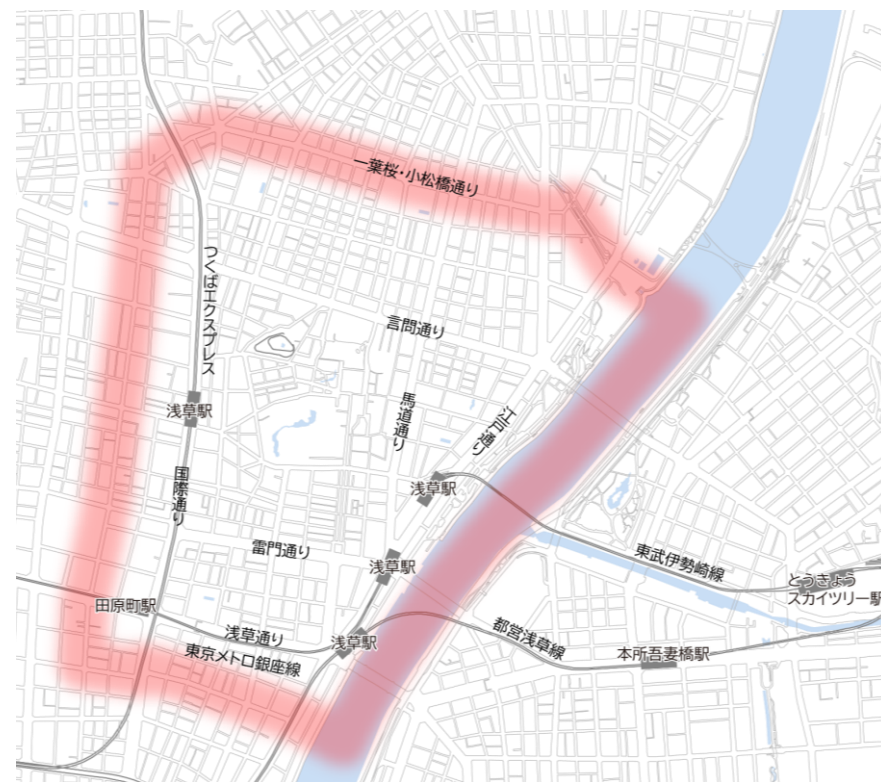 一葉桜・小松橋通り
つくばエクスプレス
言問通り
浅草駅
馬道通り
江戸通り
国際通り
浅草駅
雷門通り
浅草駅
東武伊勢崎線
とうきょう
スカイツリー駅
田原町駅
浅草通り
浅草駅
都営浅草線
本所吾妻橋駅
東京メトロ銀座線